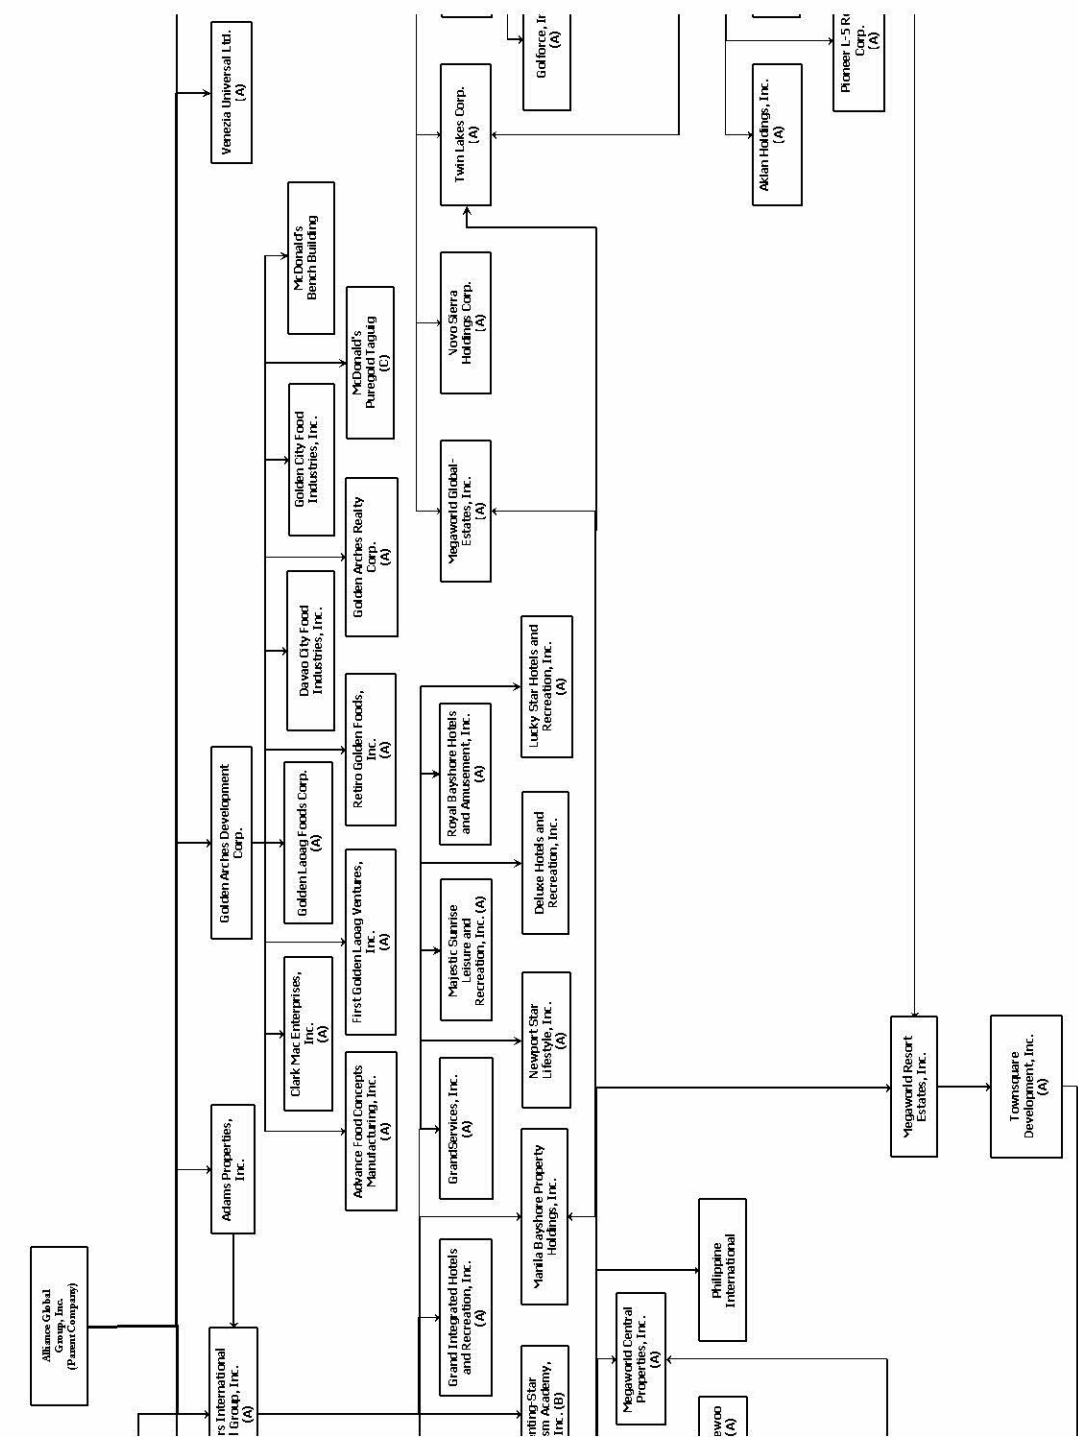 Alliance Global
Group, Inc.
(Parent Company)
Venezia Universal Ltd.
(A)
Golden Arches Development
Corp.
Adams Properties,
Inc.
rs International
l Group, Inc.
(A)
McDonald's
Bench Building
Golden City Food
Industries, Inc.
Davao City Food
Industries, Inc.
Golden Laoag Foods Corp.
(A)
Clark Mac Enterprises,
Inc.
(A)
McDonald's
Puregold Taguig
(C)
Golden Arches Realty
Corp.
(A)
Retiro Golden Foods,
Inc.
(A)
First Golden Laoag Ventures,
Inc.
(A)
Advance Food Concepts
Manufacturing, Inc.
(A)
Twin Lakes Corp.
(A)
Novo Sierra
Holdings Corp.
(A)
Megaworld Global-
Estates, Inc.
(A)
Royal Bayshore Hotels
and Amusement, Inc.
(A)
Majestic Sunrise
Leisure and
Recreation, Inc. (A)
GrandServices, Inc.
(A)
Grand Integrated Hotels
and Recreation, Inc.
(A)
Golforce, In
(A)
Lucky Star Hotels and
Recreation, Inc.
(A)
Deluxe Hotels and
Recreation, Inc.
Newport Star
Lifestyle, Inc.
(A)
Manila Bayshore Property
Holdings, Inc.
nting-Star
sm Academy,
Inc. (B)
Megaworld Central
Properties, Inc.
(A)
Philippine
International
ewoo
(A)
Aklan Holdings, Inc.
(A)
Pioneer L-5 Re
Corp.
(A)
Megaworld Resort
Estates, Inc.
Townsquare
Development, Inc.
(A)